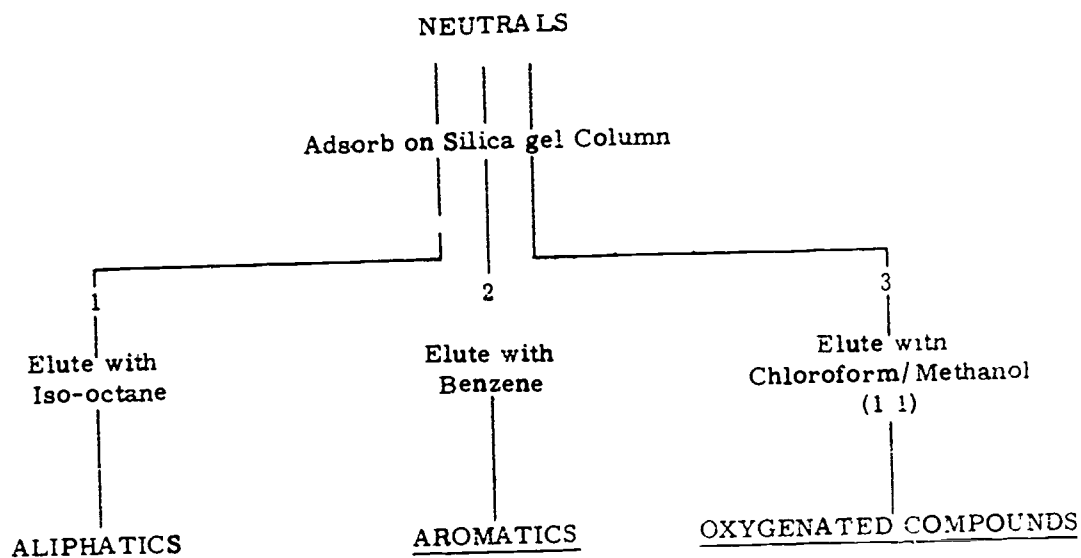 NEUTRALS
Adsorb on Silica gel Column
1
2
3
Elute with
Iso-octane
Elute with
Benzene
Elute with
Chloroform/Methanol
(1 1)
ALIPHATICS
AROMATICS
OXYGENATED COMPOUNDS